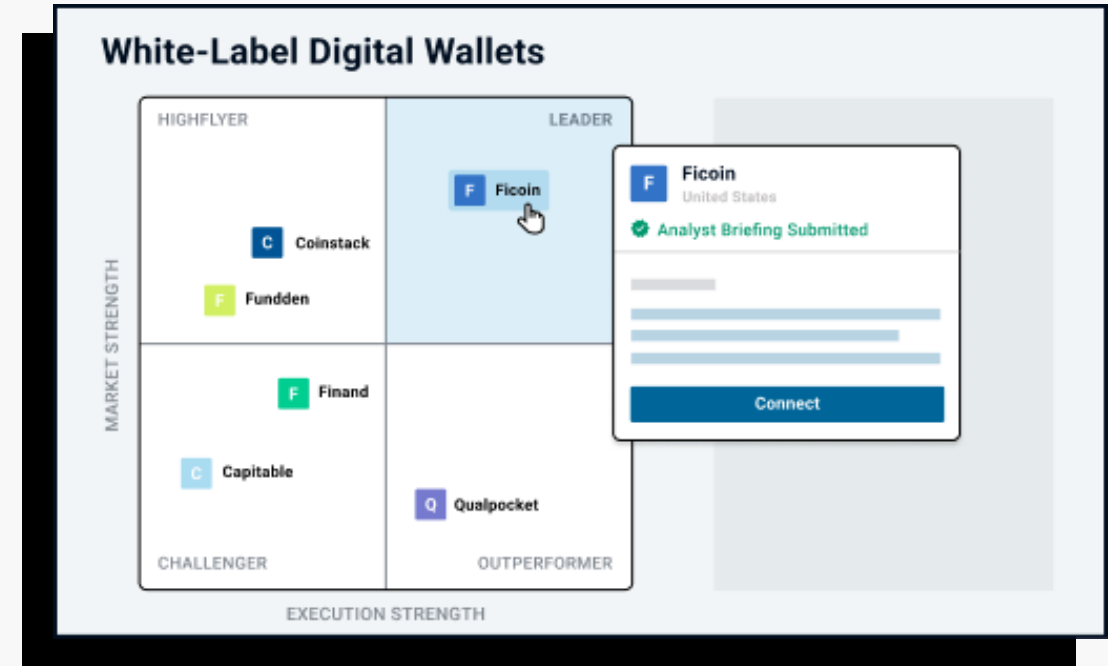 White-Label Digital Wallets
HIGHFLYER
LEADER
F Ficoin
C Coinstack
F Fundden
MARKET STRENGTH
F Finand
C Capitable
Q Qualpocket
CHALLENGER
OUTPERFORMER
EXECUTION STRENGTH
F Ficoin
United States
Analyst Briefing Submitted
Connect